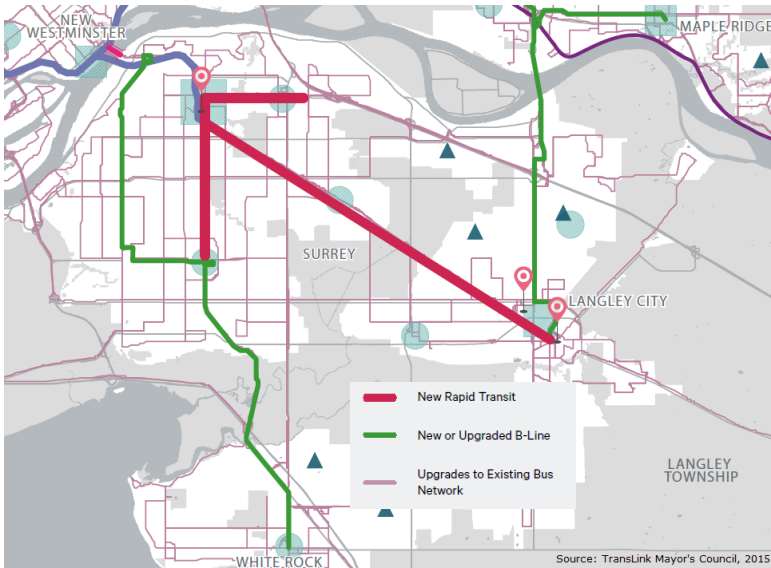 NEW
WESTMINSTER
MAPLE RIDGE
SURREY
LANGLEY CITY
New Rapid Transit
New or Upgraded B-Line
Upgrades to Existing Bus
Network
LANGLEY
TOWNSHIP
WHITE ROCK
Source: TransLink Mayor's Council, 2015